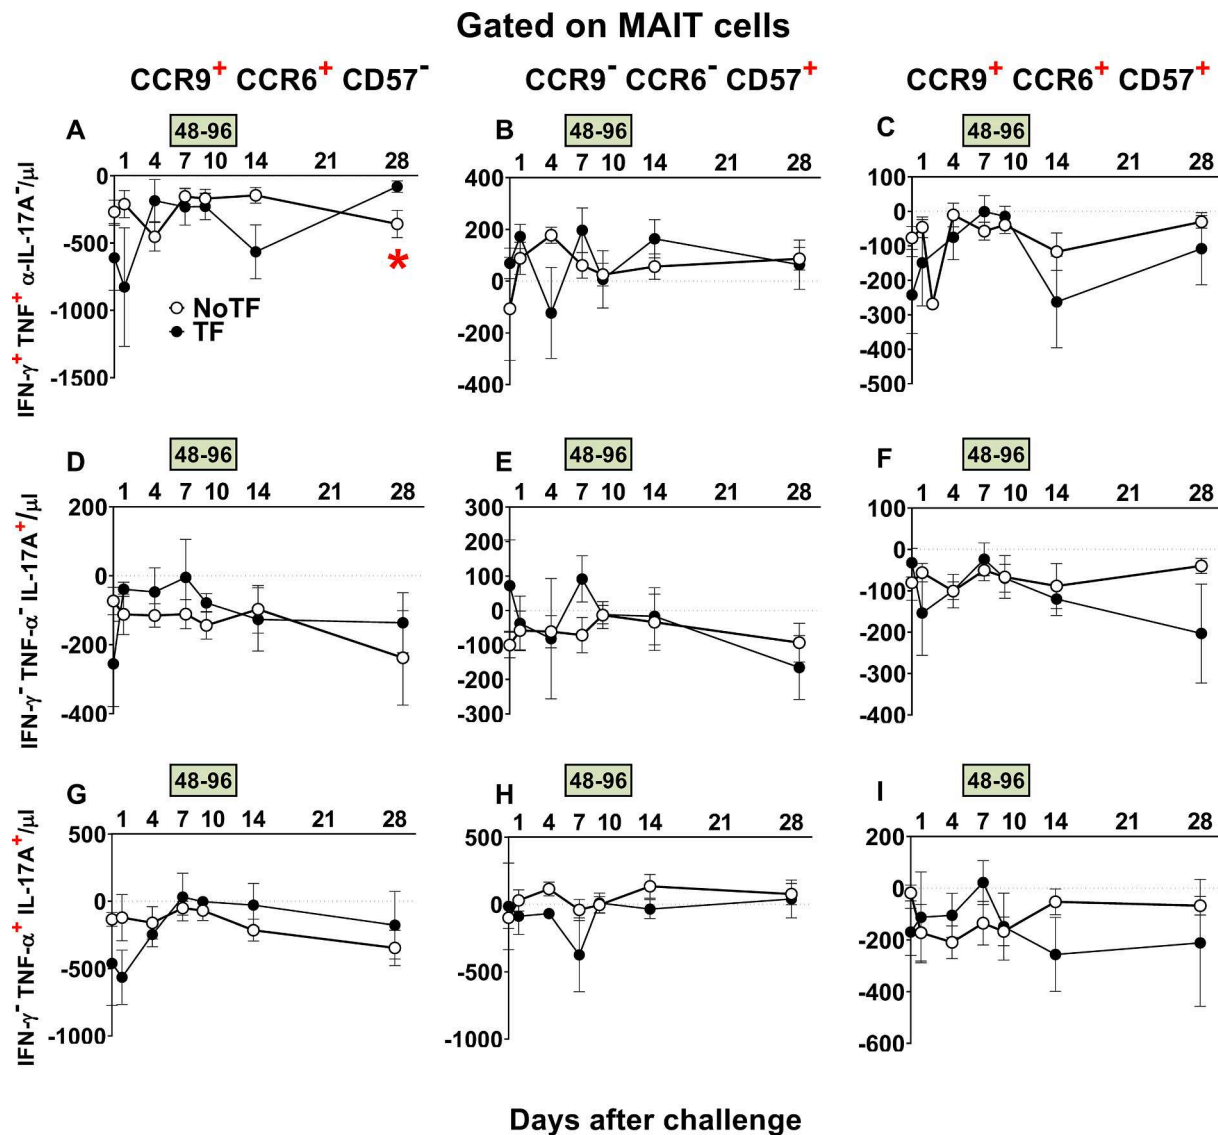 Gated on MAIT cells
CCR9⁺ CCR6⁺ CD57⁻
CCR9⁻ CCR6⁻ CD57⁺
CCR9⁺ CCR6⁺ CD57⁺
A
48-96
1 4 7 10 14 21 28
0
-500
-1000
-1500
NoTF
TF
*
IFN-γ⁺ TNF⁺ α-IL-17A⁻/µl
B
48-96
1 4 7 10 14 21 28
400
200
0
-200
-400
C
48-96
1 4 7 10 14 21 28
100
0
-100
-200
-300
-400
-500
D
48-96
1 4 7 10 14 21 28
200
0
-200
-400
IFN-γ⁻ TNF-α⁻ IL-17A⁺/µl
E
48-96
1 4 7 10 14 21 28
300
200
100
0
-100
-200
-300
F
48-96
1 4 7 10 14 21 28
100
0
-100
-200
-300
-400
G
48-96
1 4 7 10 14 21 28
500
0
-500
-1000
IFN-γ⁻ TNF-α⁺ IL-17A⁺/µl
H
48-96
1 4 7 10 14 21 28
500
0
-500
-1000
I
48-96
1 4 7 10 14 21 28
200
0
-200
-400
-600
Days after challenge